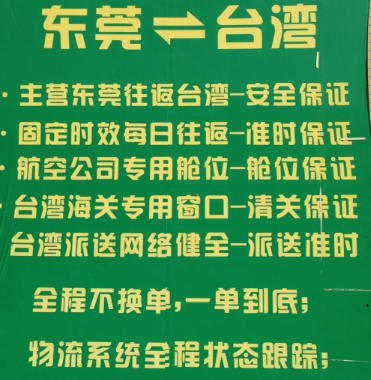 东莞⇌台湾
·主营东莞往返台湾-安全保证
·固定时效每日往返-准时保证
·航空公司专用舱位-舱位保证
·台湾海关专用窗口-清关保证
台湾派送网络健全-派送准时
全程不换单,一单到底;
物流系统全程状态跟踪;